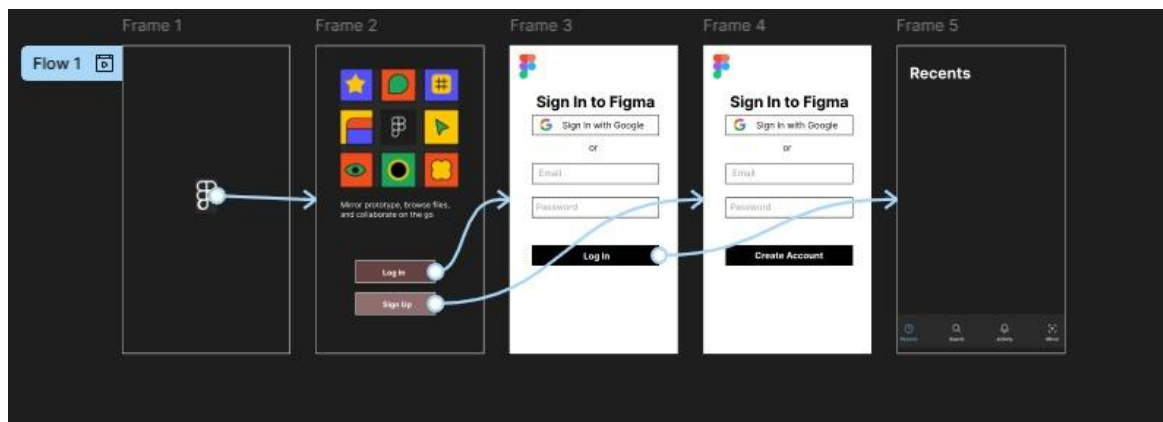 Frame 1
Frame 2
Frame 3
Frame 4
Frame 5
Flow 1
Mirror prototype, browse files,
and collaborate on the go
Log In
Sign Up
Sign In to Figma
Sign In with Google
or
Email
Password
Log In
Sign In to Figma
Sign In with Google
or
Email
Password
Create Account
Recents
Recents
Search
Activity
Mirror